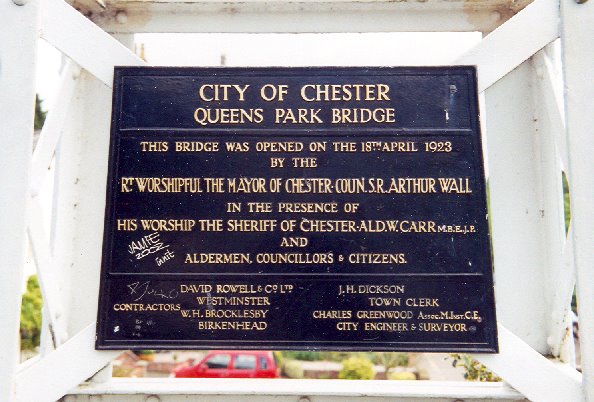 CITY OF CHESTER
QUEENS PARK BRIDGE
THIS BRIDGE WAS OPENED ON THE 18TH APRIL 1923
BY THE
RT WORSHIPFUL THE MAYOR OF CHESTER·COUN.S.R.ARTHUR WALL
IN THE PRESENCE OF
HIS WORSHIP THE SHERIFF OF CHESTER·ALD.W.CARR M.B.E.J.P.
AND
ALDERMEN, COUNCILLORS & CITIZENS.
JAMIE
2002
init
CONTRACTORS
DAVID ROWELL & CO LTD
WESTMINSTER
W.H. BROCKLESBY
BIRKENHEAD
J.H. DICKSON
TOWN CLERK
CHARLES GREENWOOD Assoc.M.Inst.C.E.
CITY ENGINEER & SURVEYOR